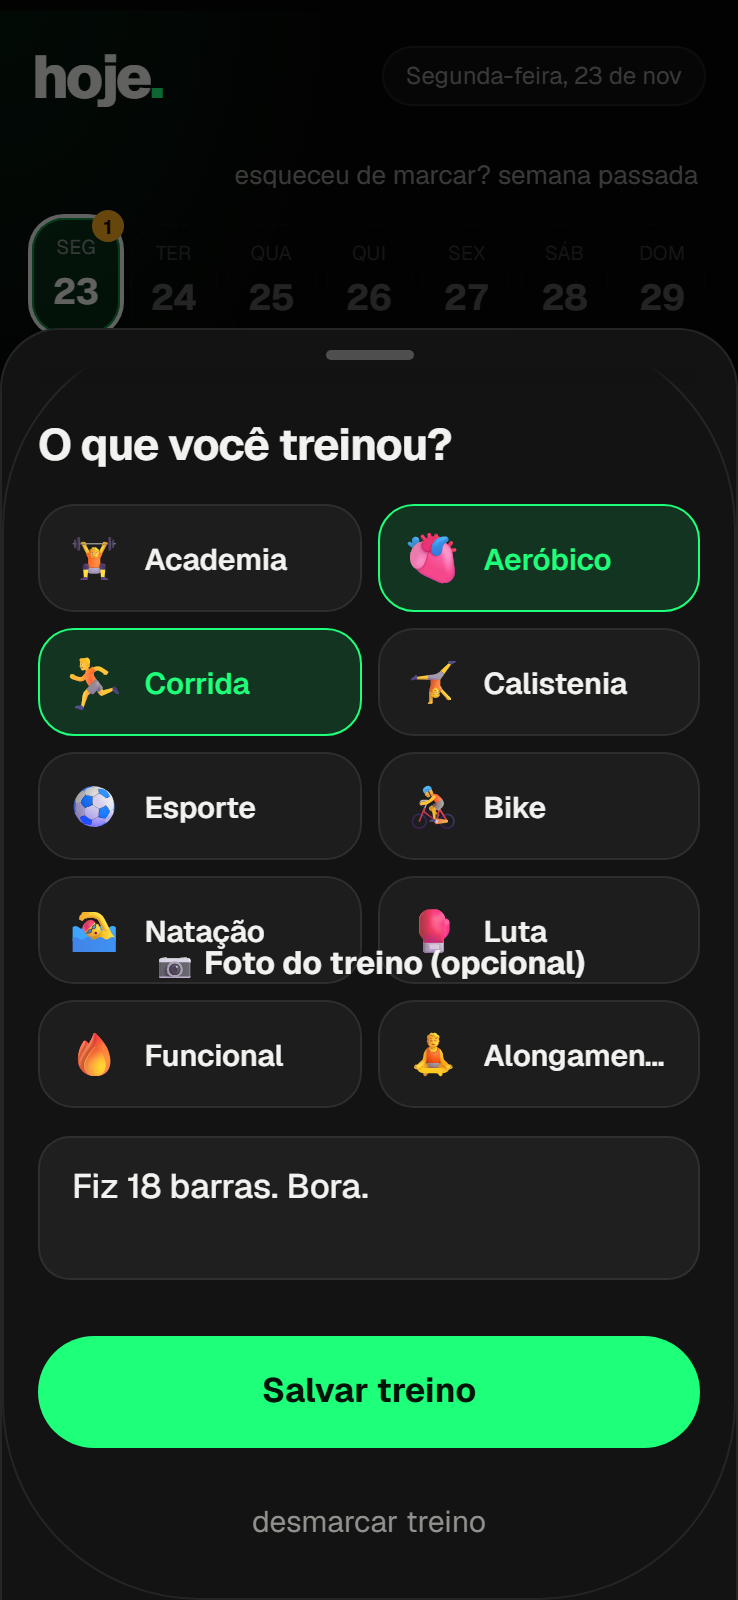 hoje.
Segunda-feira, 23 de nov
esqueceu de marcar? semana passada
1
SEG TER QUA QUI SEX SÁB DOM
23 24 25 26 27 28 29
O que você treinou?
Academia Aeróbico
Corrida Calistenia
Esporte Bike
Natação Luta
Foto do treino (opcional)
Funcional Alongamen...
Fiz 18 barras. Bora.
Salvar treino
desmarcar treino